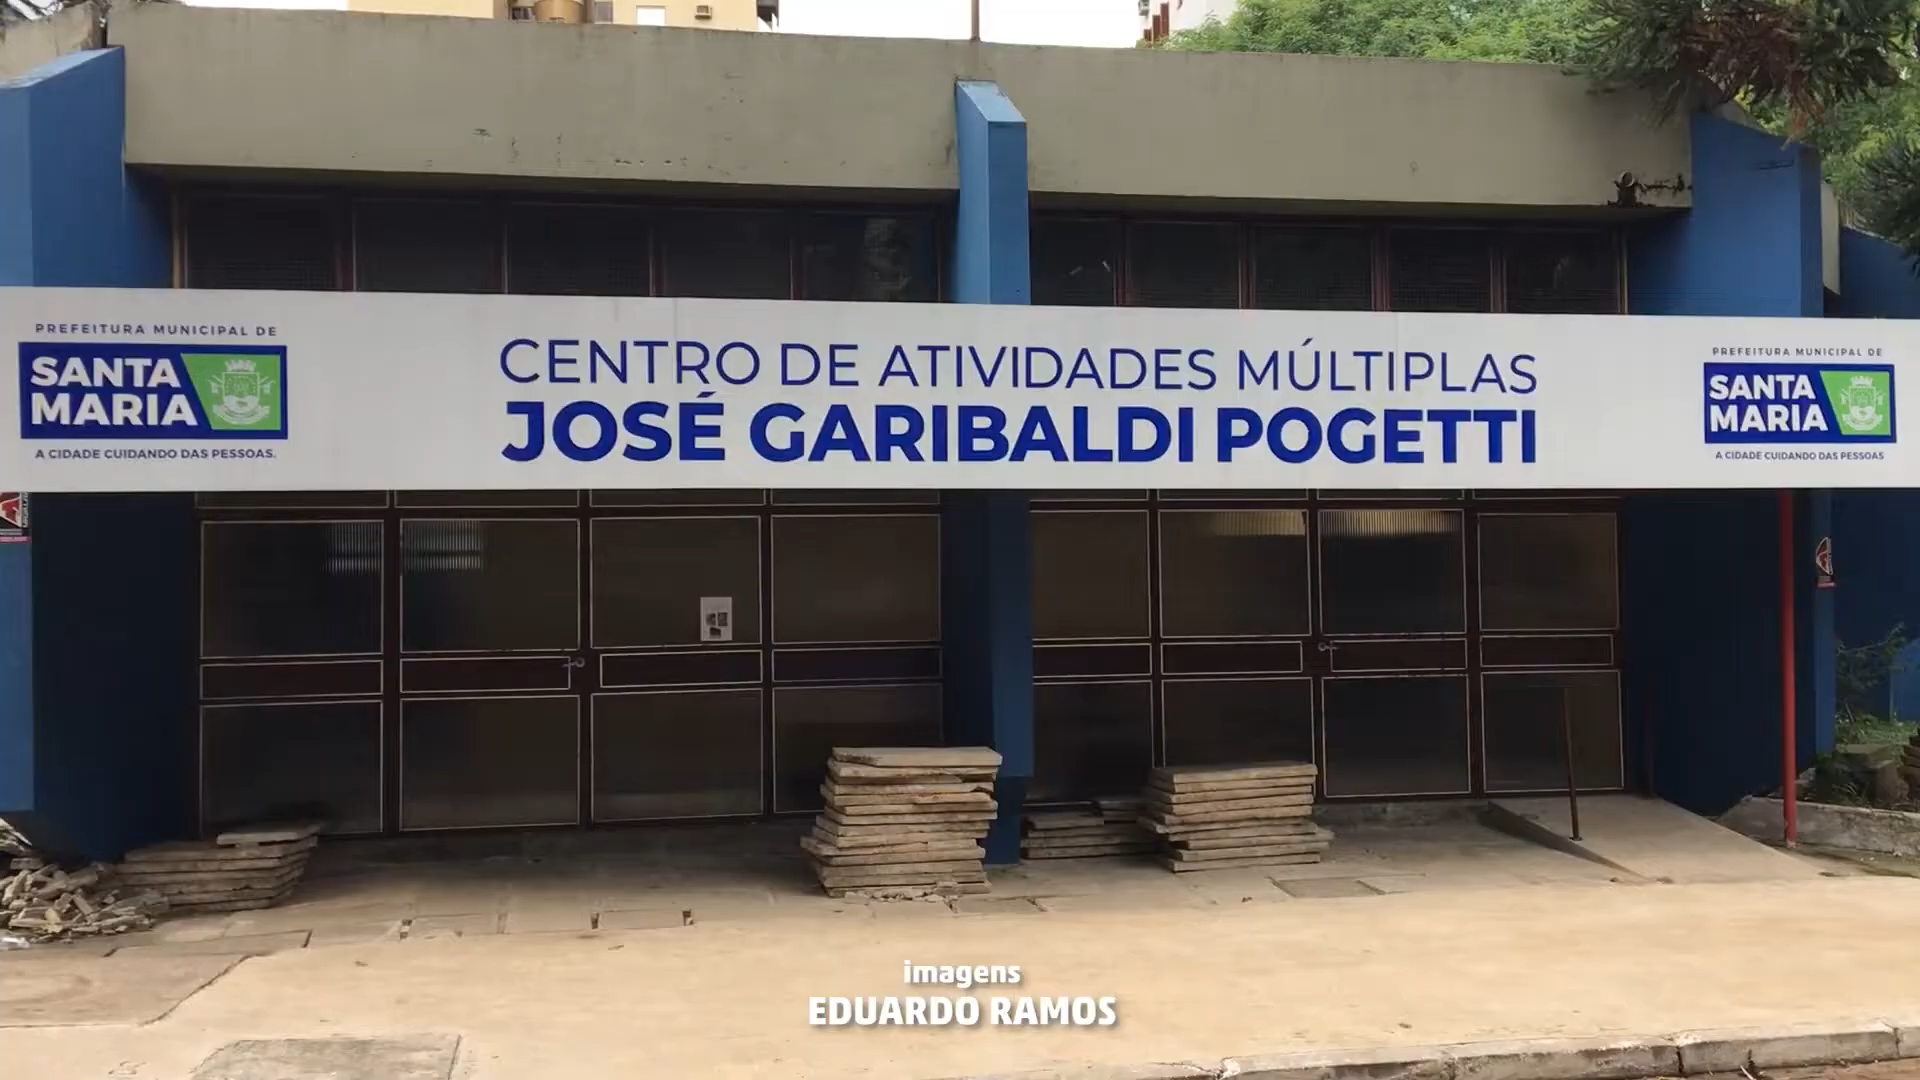 PREFEITURA MUNICIPAL DE
SANTA
MARIA
A CIDADE CUIDANDO DAS PESSOAS.
CENTRO DE ATIVIDADES MÚLTIPLAS
JOSÉ GARIBALDI POGETTI
PREFEITURA MUNICIPAL DE
SANTA
MARIA
A CIDADE CUIDANDO DAS PESSOAS
imagens
EDUARDO RAMOS